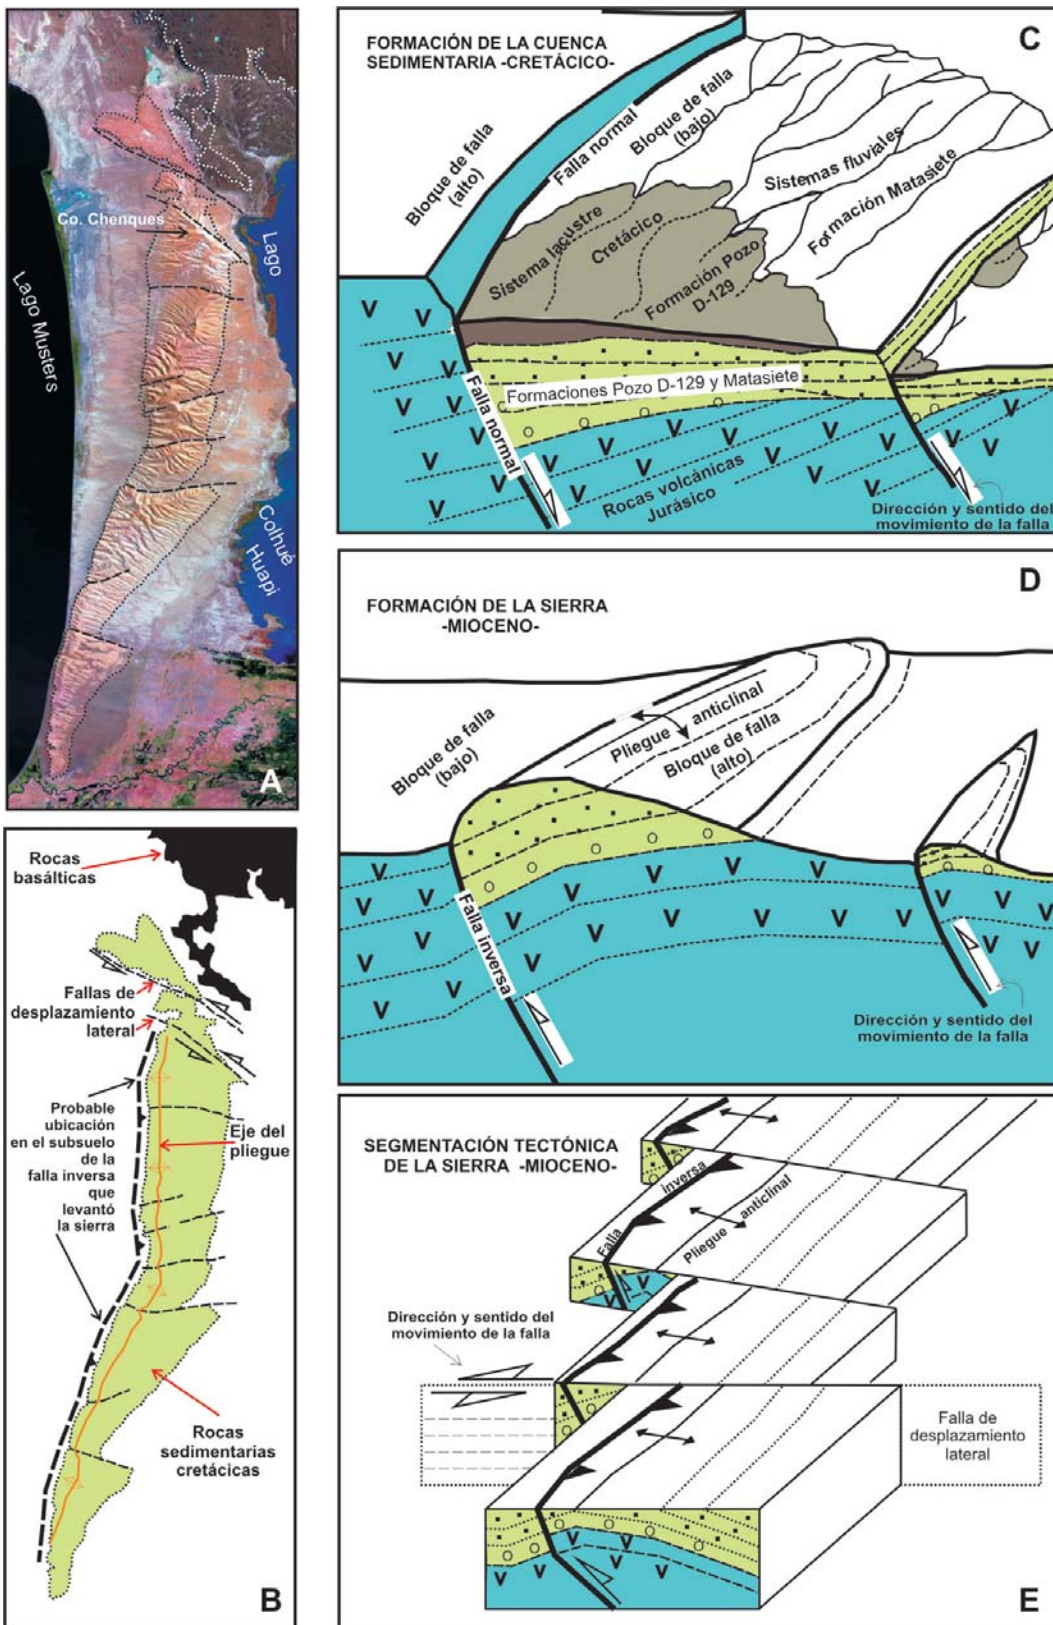 Co. Chenques
Lago Musters
Lago
Colhué
Huapi
A
Rocas
basálticas
Fallas de
desplazamiento
lateral
Probable
ubicación
en el subsuelo
de la
falla inversa
que
levantó
la sierra
Eje del
pliegue
Rocas
sedimentarias
cretácicas
B
FORMACIÓN DE LA CUENCA
SEDIMENTARIA -CRETÁCICO-
C
Bloque de falla
(alto)
Falla normal
Bloque de falla
(bajo)
Sistemas fluviales
Formación Matasiete
Sistema lacustre
Cretácico
Formación Pozo
D-129
Formaciones Pozo D-129 y Matasiete
Falla normal
Rocas volcánicas
Jurásico
Dirección y sentido del
movimiento de la falla
D
FORMACIÓN DE LA SIERRA
-MIOCENO-
Bloque de falla
(bajo)
Pliegue anticlinal
Bloque de falla
(alto)
Falla inversa
Dirección y sentido del
movimiento de la falla
SEGMENTACIÓN TECTÓNICA
DE LA SIERRA -MIOCENO-
Falla inversa
Pliegue anticlinal
Dirección y sentido del
movimiento de la falla
Falla de
desplazamiento
lateral
E